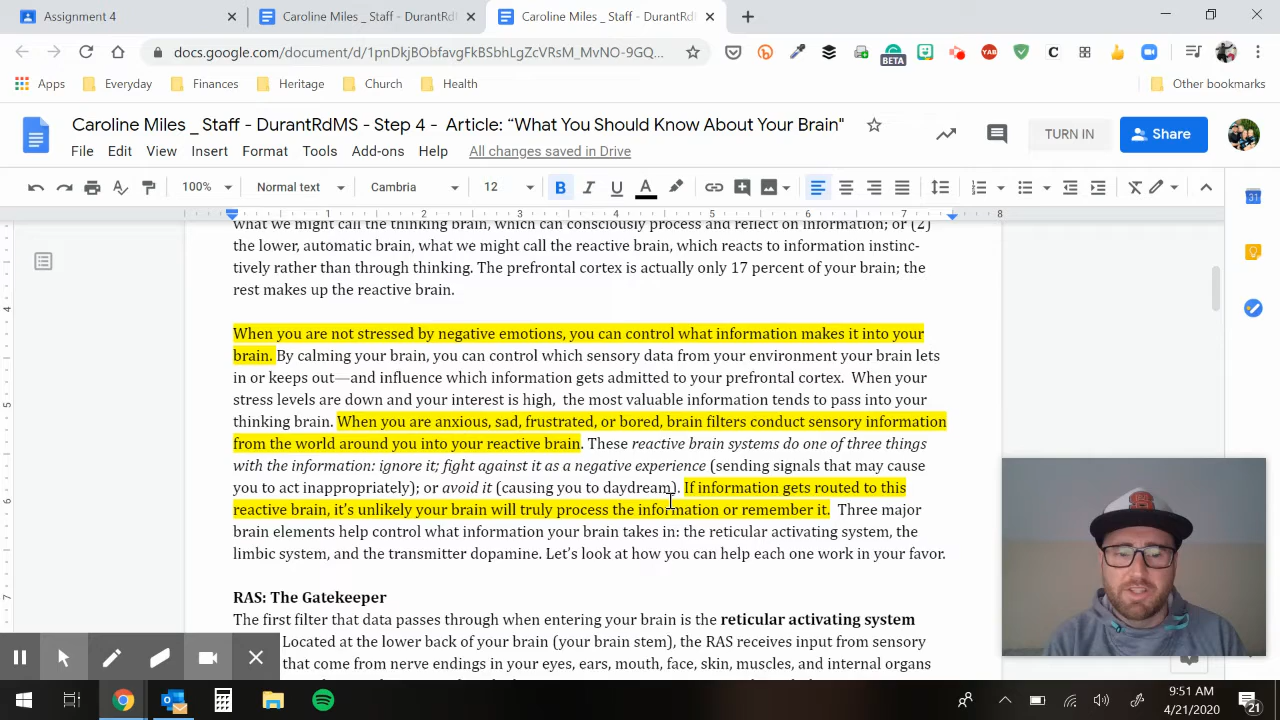 Assignment 4
Caroline Miles _ Staff - DurantRdM
Caroline Miles _ Staff - DurantRdM
docs.google.com/document/d/1pnDkjBObfavgFkBSbhLgZcVRsM_MvNO-9GQ...
BETA
YAB
C
Apps
Everyday
Finances
Heritage
Church
Health
Other bookmarks
Caroline Miles _ Staff - DurantRdMS - Step 4 - Article: “What You Should Know About Your Brain"
TURN IN
Share
File Edit View Insert Format Tools Add-ons Help All changes saved in Drive
100% Normal text Cambria 12 B I U A
1 2 3 4 5 6 7 8
what we might call the thinking brain, which can consciously process and reflect on information; or (2)
the lower, automatic brain, what we might call the reactive brain, which reacts to information instinc-
tively rather than through thinking. The prefrontal cortex is actually only 17 percent of your brain; the
rest makes up the reactive brain.
4
When you are not stressed by negative emotions, you can control what information makes it into your
brain. By calming your brain, you can control which sensory data from your environment your brain lets
in or keeps out—and influence which information gets admitted to your prefrontal cortex. When your
stress levels are down and your interest is high, the most valuable information tends to pass into your
5
thinking brain. When you are anxious, sad, frustrated, or bored, brain filters conduct sensory information
from the world around you into your reactive brain. These reactive brain systems do one of three things
with the information: ignore it; fight against it as a negative experience (sending signals that may cause
you to act inappropriately); or avoid it (causing you to daydream). If information gets routed to this
6
reactive brain, it’s unlikely your brain will truly process the information or remember it. Three major
brain elements help control what information your brain takes in: the reticular activating system, the
limbic system, and the transmitter dopamine. Let’s look at how you can help each one work in your favor.
7
RAS: The Gatekeeper
The first filter that data passes through when entering your brain is the reticular activating system
Located at the lower back of your brain (your brain stem), the RAS receives input from sensory
that come from nerve endings in your eyes, ears, mouth, face, skin, muscles, and internal organs
9:51 AM
4/21/2020
21
31